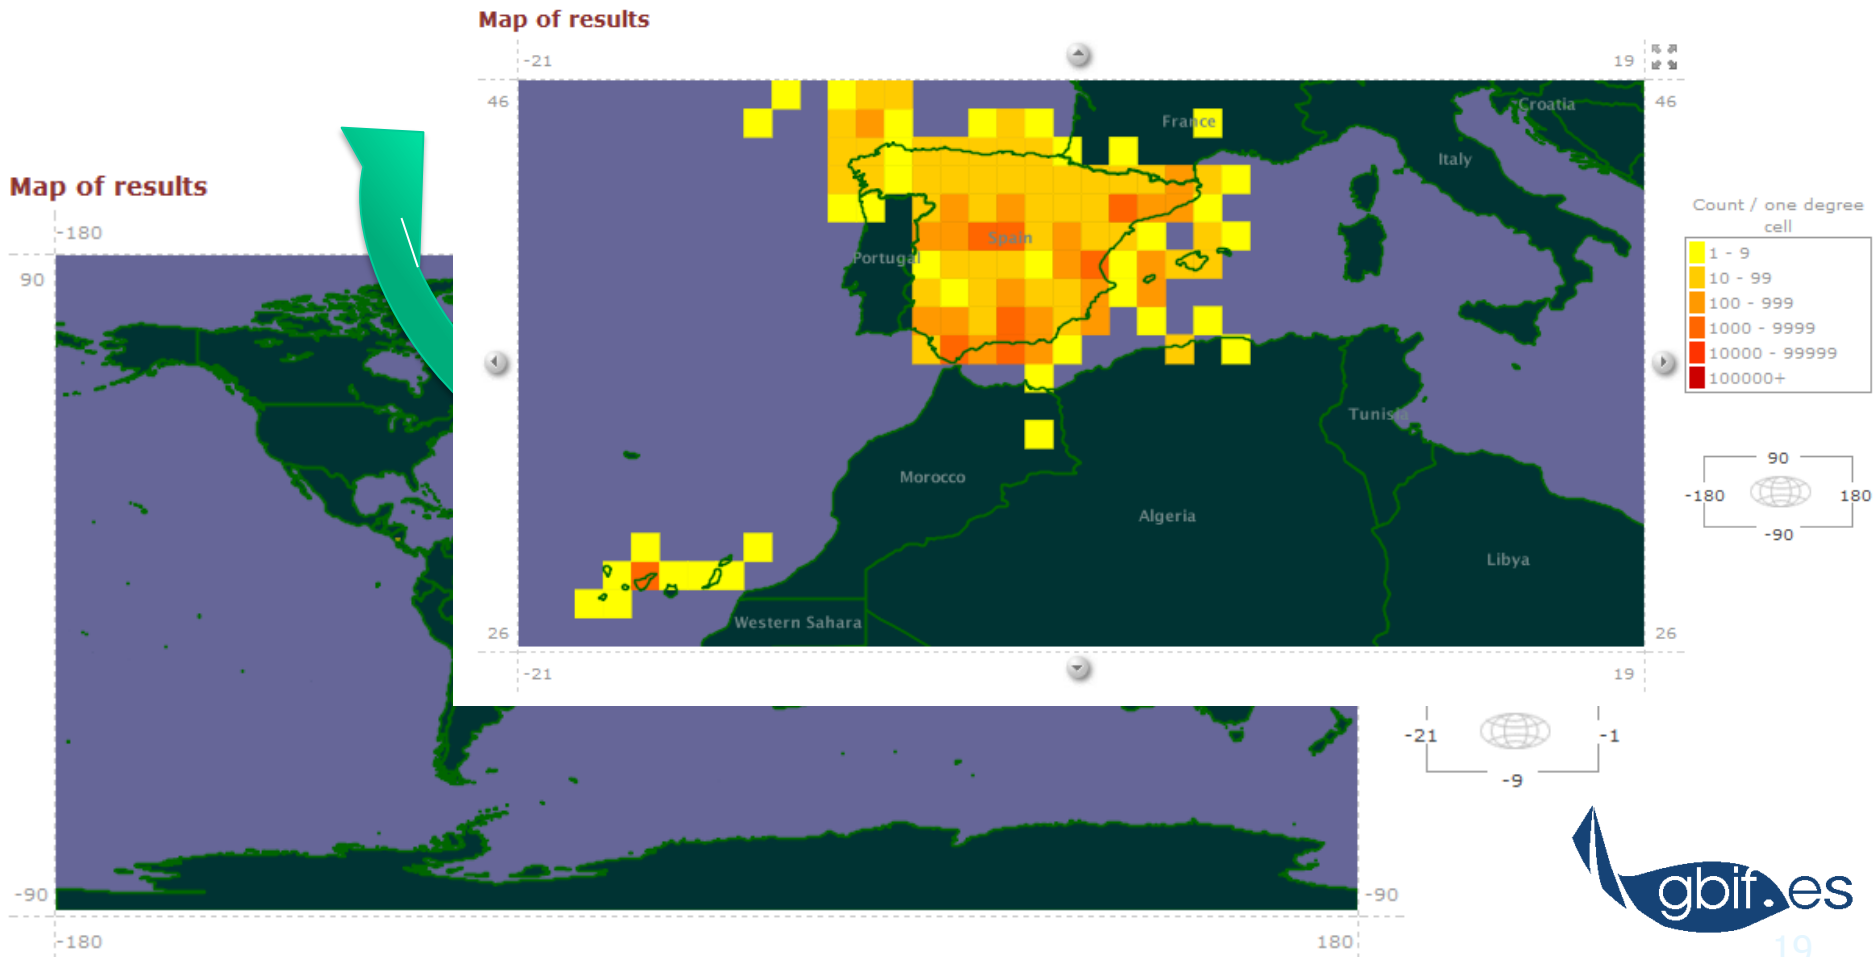 Map of results
-21
19
46
46
France
Croatia
Italy
Spain
Portugal
Tunisia
Morocco
Algeria
Libya
Western Sahara
26
26
-21
19
Count / one degree
cell
1 - 9
10 - 99
100 - 999
1000 - 9999
10000 - 99999
100000+
90
-180
180
-90
Map of results
-180
90
-90
-90
-180
180
-21
-1
-9
gbif.es
19